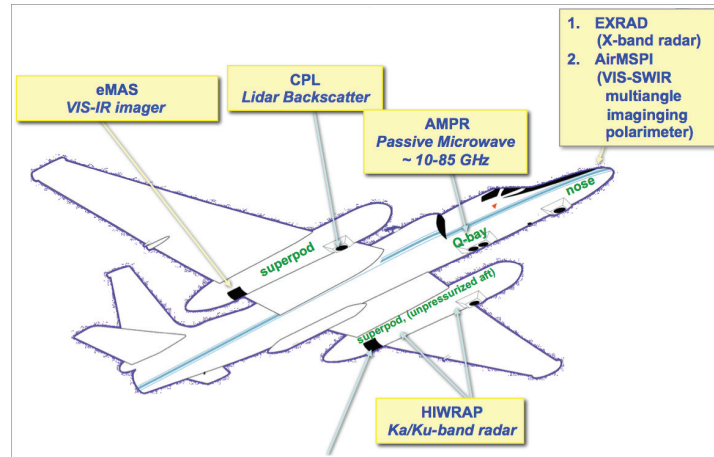 1. EXRAD
(X-band radar)
2. AirMSPI
(VIS-SWIR
multiangle
imaginging
polarimeter)
eMAS
VIS-IR imager
CPL
Lidar Backscatter
AMPR
Passive Microwave
~ 10-85 GHz
nose
Q-bay
superpod
superpod, (unpressurized aft)
HIWRAP
Ka/Ku-band radar